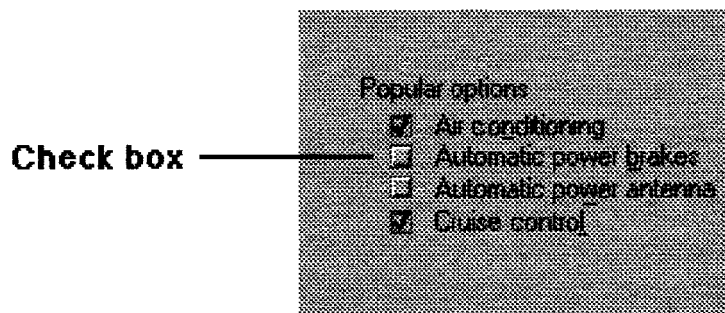 Popular options
Air conditioning
Check box
Automatic power brakes
Automatic power antenna
Cruise control